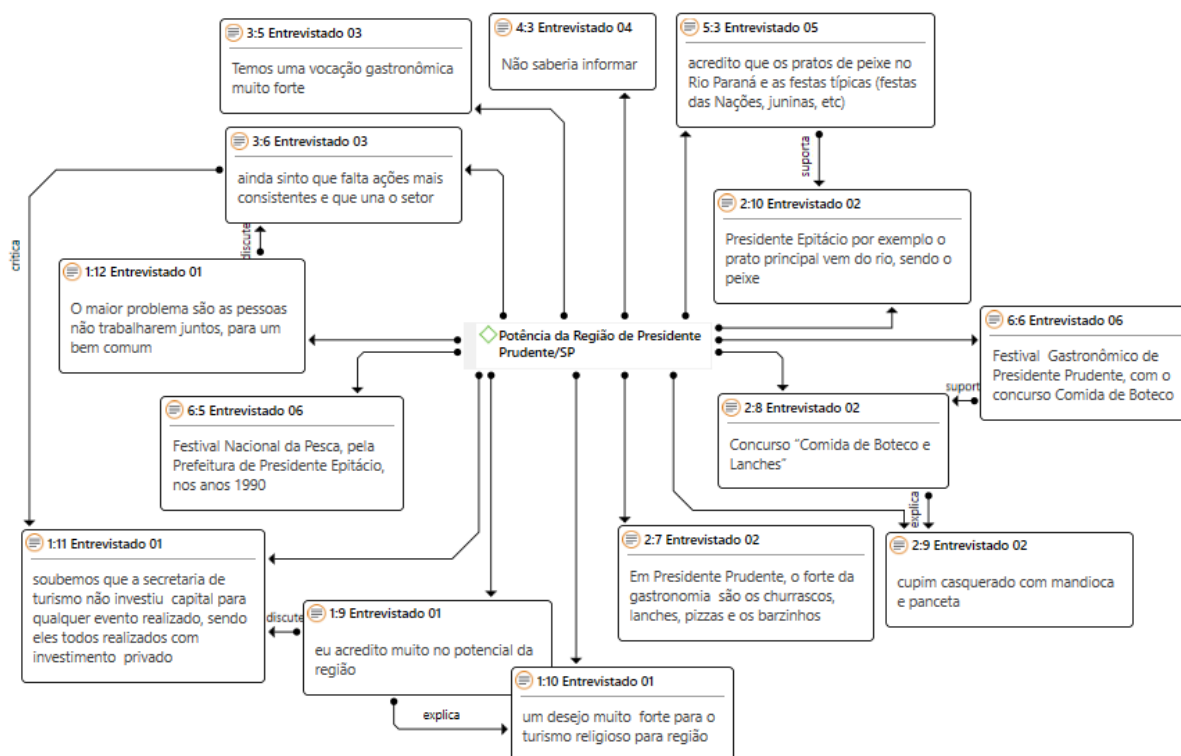 3:5 Entrevistado 03
Temos uma vocação gastronômica
muito forte
4:3 Entrevistado 04
Não saberia informar
5:3 Entrevistado 05
acredito que os pratos de peixe no
Rio Paraná e as festas típicas (festas
das Nações, juninas, etc)
3:6 Entrevistado 03
ainda sinto que falta ações mais
consistentes e que una o setor
suporta
2:10 Entrevistado 02
Presidente Epitácio por exemplo o
prato principal vem do rio, sendo o
peixe
critica
discute
1:12 Entrevistado 01
O maior problema são as pessoas
não trabalharem juntos, para um
bem comum
Potência da Região de Presidente
Prudente/SP
6:6 Entrevistado 06
Festival Gastronômico de
Presidente Prudente, com o
concurso Comida de Boteco
suport
6:5 Entrevistado 06
Festival Nacional da Pesca, pela
Prefeitura de Presidente Epitácio,
nos anos 1990
2:8 Entrevistado 02
Concurso “Comida de Boteco e
Lanches”
explica
1:11 Entrevistado 01
soubemos que a secretaria de
turismo não investiu capital para
qualquer evento realizado, sendo
eles todos realizados com
investimento privado
2:7 Entrevistado 02
Em Presidente Prudente, o forte da
gastronomia são os churrascos,
lanches, pizzas e os barzinhos
2:9 Entrevistado 02
cupim casquerado com mandioca
e panceta
discute
1:9 Entrevistado 01
eu acredito muito no potencial da
região
explica
1:10 Entrevistado 01
um desejo muito forte para o
turismo religioso para região